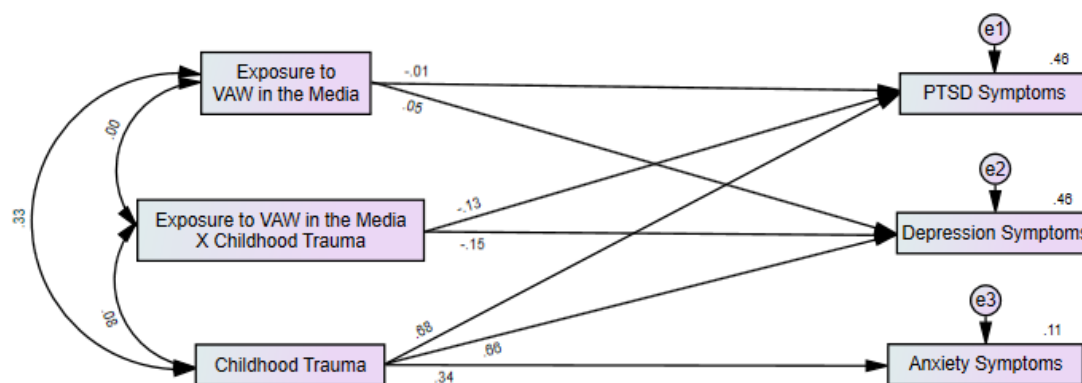 e1
.46
Exposure to
VAW in the Media
-.01
.05
PTSD Symptoms
.00
e2
.46
.33
Exposure to VAW in the Media
X Childhood Trauma
-.13
-.15
Depression Symptoms
.08
e3
.11
.68
.66
Childhood Trauma
.34
Anxiety Symptoms